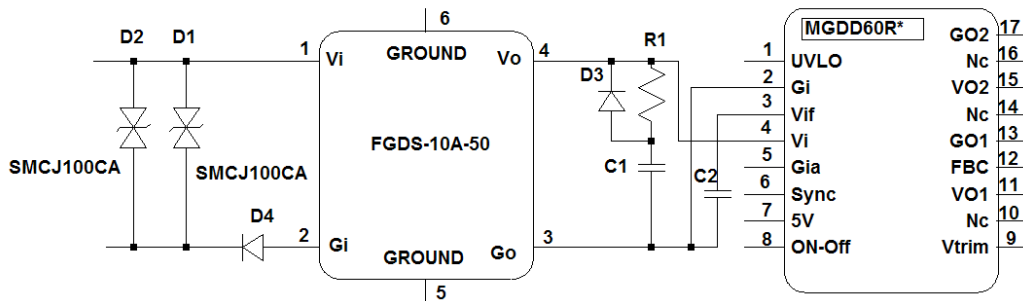 D2 D1
SMCJ100CA
SMCJ100CA
D4
1 Vi
2 Gi
6
GROUND
FGDS-10A-50
GROUND
5
Vo 4
Go 3
D3
R1
C1
C2
MGDD60R*
1 UVLO
2 Gi
3 Vif
4 Vi
5 Gia
6 Sync
7 5V
8 ON-Off
GO2 17
Nc 16
VO2 15
Nc 14
GO1 13
FBC 12
VO1 11
Nc 10
Vtrim 9